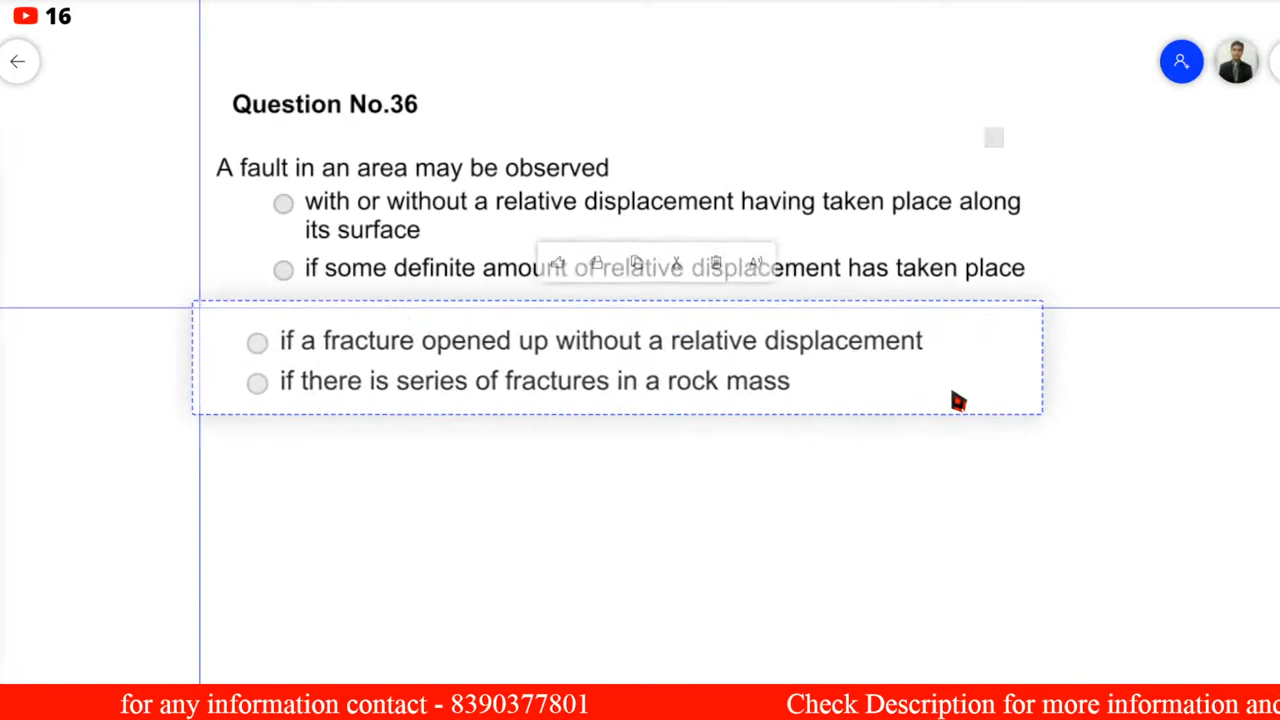 16
Question No.36
A fault in an area may be observed
with or without a relative displacement having taken place along
its surface
if some definite amount of relative displacement has taken place
if a fracture opened up without a relative displacement
if there is series of fractures in a rock mass
for any information contact - 8390377801 Check Description for more information and